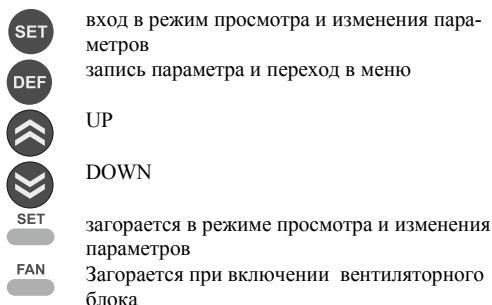 SET
вход в режим просмотра и изменения пара-
метров
DEF
запись параметра и переход в меню
UP
DOWN
SET
загорается в режиме просмотра и изменения
параметров
FAN
Загорается при включении вентиляторного
блока